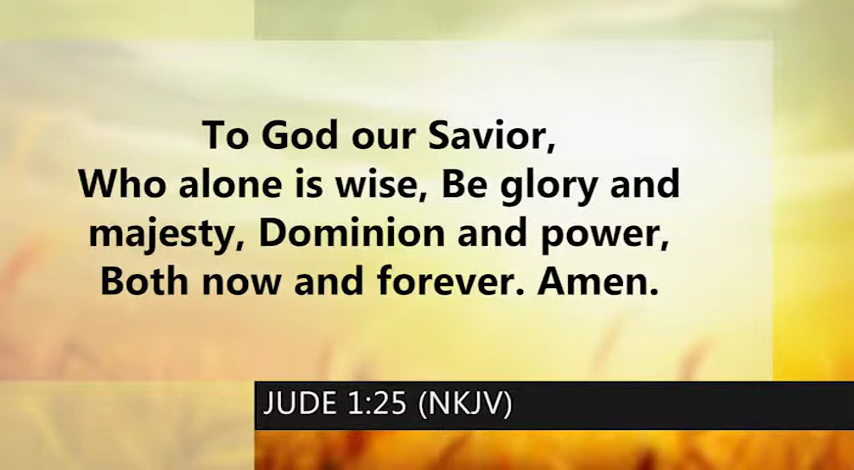 To God our Savior,
Who alone is wise, Be glory and
majesty, Dominion and power,
Both now and forever. Amen.
JUDE 1:25 (NKJV)